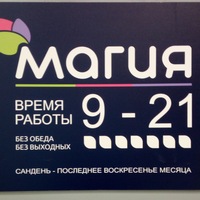 магия
ВРЕМЯ
РАБОТЫ
9 - 21
БЕЗ ОБЕДА
БЕЗ ВЫХОДНЫХ
САНДЕНЬ - ПОСЛЕДНЕЕ ВОСКРЕСЕНЬЕ МЕСЯЦА